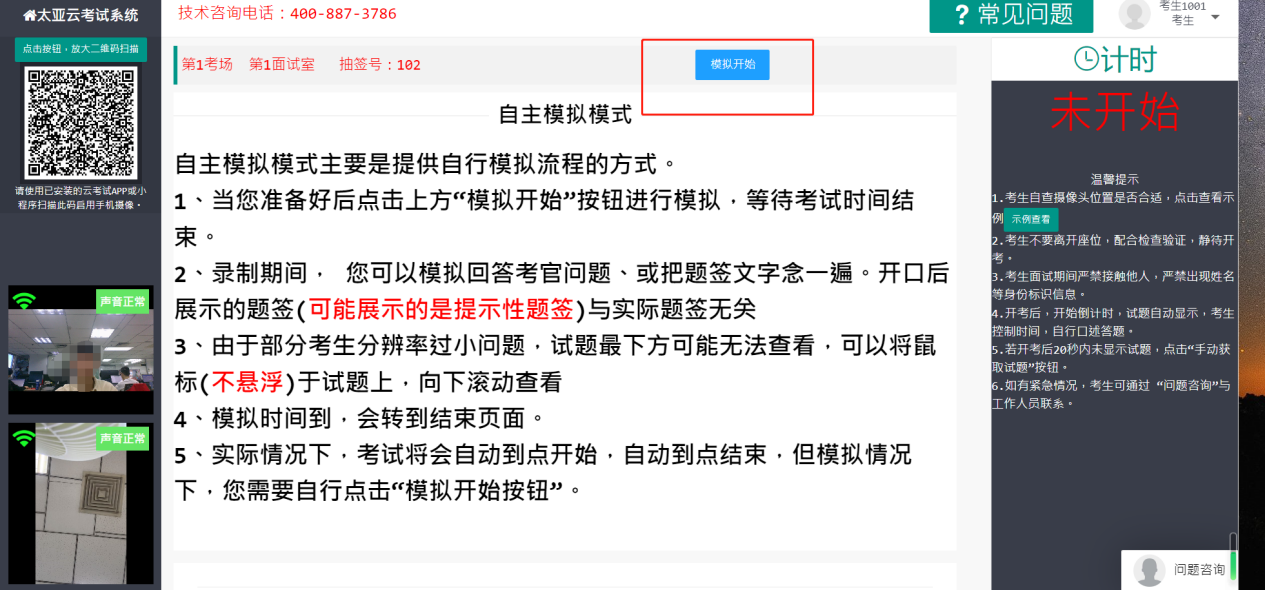 太亚云考试系统
点击按钮，放大二维码扫描
请使用已安装的云考试APP或小
程序扫描此码启用手机摄像。
声音正常
声音正常
技术咨询电话：400-887-3786
? 常见问题
考生1001
考生
第1考场 第1面试室 抽签号：102
模拟开始
自主模拟模式
自主模拟模式主要是提供自行模拟流程的方式。
1、当您准备好后点击上方“模拟开始”按钮进行模拟，等待考试时间结
束。
2、录制期间， 您可以模拟回答考官问题、或把题签文字念一遍。开口后
展示的题签(可能展示的是提示性题签)与实际题签无关
3、由于部分考生分辨率过小问题，试题最下方可能无法查看，可以将鼠
标(不悬浮)于试题上，向下滚动查看
4、模拟时间到，会转到结束页面。
5、实际情况下，考试将会自动到点开始，自动到点结束，但模拟情况
下，您需要自行点击“模拟开始按钮”。
计时
未开始
温馨提示
1.考生自查摄像头位置是否合适，点击查看示
例 示例查看
2.考生不要离开座位，配合检查验证，静待开
考。
3.考生面试期间严禁接触他人，严禁出现姓名
等身份标识信息。
4.开考后，开始倒计时，试题自动显示，考生
控制时间，自行口述答题。
5.若开考后20秒内未显示试题，点击“手动获
取试题”按钮。
6.如有紧急情况，考生可通过 “问题咨询”与
工作人员联系。
问题咨询